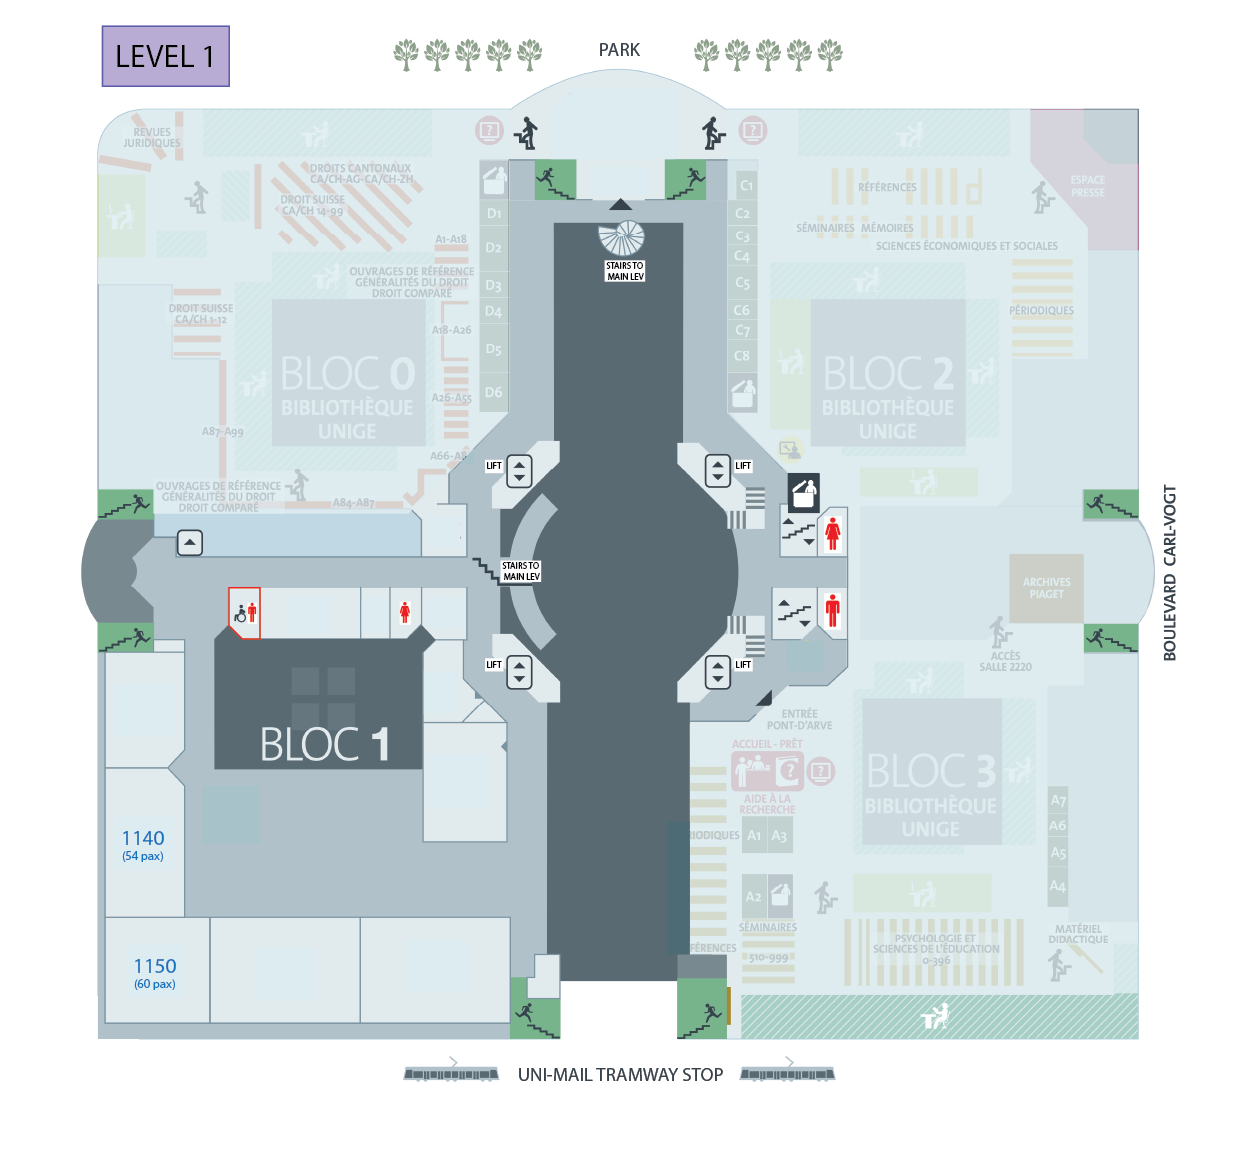 LEVEL 1
PARK
REVUES
JURIDIQUES
DROITS CANTONAUX
CA/CH-AG-CA/CH-ZH
DROIT SUISSE
CA/CH 14-99
A1-A18
OUVRAGES DE RÉFÉRENCE
GÉNÉRALITÉS DU DROIT
DROIT COMPARÉ
DROIT SUISSE
CA/CH 1-12
A18-A26
BLOC 0
BIBLIOTHÈQUE
UNIGE
A26-A55
A87-A99
OUVRAGES DE RÉFÉRENCE
GÉNÉRALITÉS DU DROIT
DROIT COMPARÉ
A84-A87
D1
D2
D3
D4
D5
D6
STAIRS TO
MAIN LEV
C1
C2
C3
C4
C5
C6
C7
C8
RÉFÉRENCES
SÉMINAIRES MÉMOIRES
SCIENCES ÉCONOMIQUES ET SOCIALES
ESPACE
PRESSE
PÉRIODIQUES
BLOC 2
BIBLIOTHÈQUE
UNIGE
LIFT
LIFT
STAIRS TO
MAIN LEV
LIFT
LIFT
ARCHIVES
PIAGET
ACCÈS
SALLE 2220
BOULEVARD CARL-VOGT
BLOC 1
1140
(54 pax)
1150
(60 pax)
ENTRÉE
PONT-D'ARVE
ACCUEIL - PRÊT
?
?
?
?
AIDE À LA
RECHERCHE
BLOC 3
BIBLIOTHÈQUE
UNIGE
RIODIQUES
A1
A3
A2
A7
A6
A5
A4
SÉMINAIRES
510-999
FÉRENCES
PSYCHOLOGIE ET
SCIENCES DE L'ÉDUCATION
0-396
MATÉRIEL
DIDACTIQUE
UNI-MAIL TRAMWAY STOP